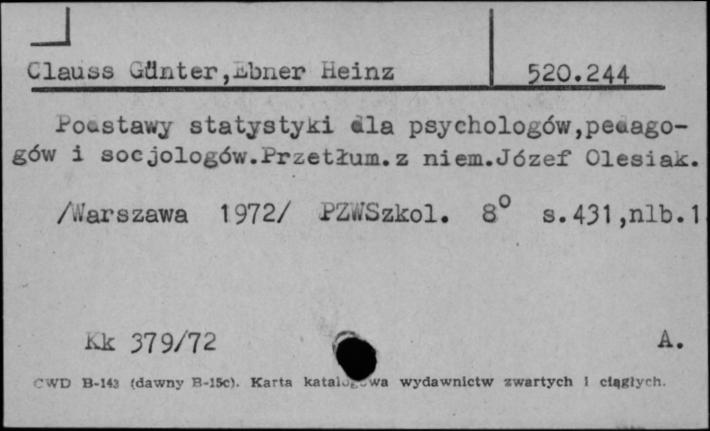 Clauss Günter,Ebner Heinz 520.244
Podstawy statystyki dla psychologów,pedago-
gów i socjologów.Przetłum.z niem.Józef Olesiak.
/Warszawa 1972/ PZWSzkol. 8° s.431,nlb.1
Kk 379/72 A.
CWD B-143 (dawny B-15c). Karta katalogowa wydawnictw zwartych i ciągłych.